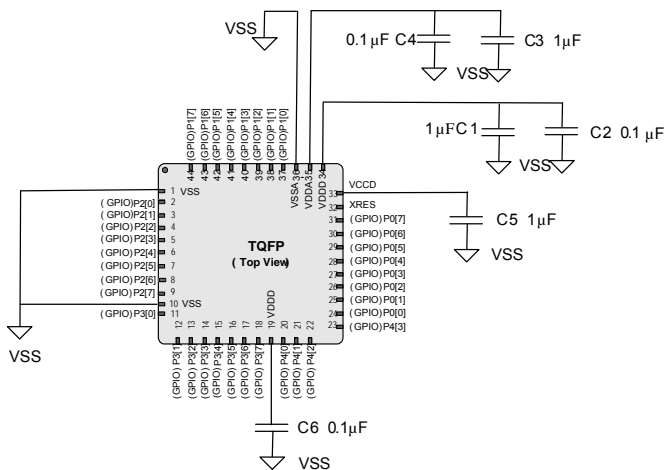 VSS
0.1 µF C4
C3 1µF
VSS
1 µFC1
C2 0.1 µF
VSS
(GPIO)P1[7]
(GPIO)P1[6]
(GPIO)P1[5]
(GPIO)P1[4]
(GPIO)P1[3]
(GPIO)P1[2]
(GPIO)P1[1]
(GPIO)P1[0]
44
43
42
41
40
39
38
37
VSSA 36
VDDA 35
VDDD 34
1 VSS
(GPIO)P2[0] 2
(GPIO)P2[1] 3
(GPIO)P2[2] 4
(GPIO)P2[3] 5
(GPIO)P2[4] 6
(GPIO)P2[5] 7
(GPIO)P2[6] 8
(GPIO)P2[7] 9
10 VSS
(GPIO)P3[0] 11
VSS
TQFP
( Top View)
33 VCCD
32 XRES
31 (GPIO)P0[7]
30 (GPIO)P0[6]
29 (GPIO)P0[5]
28 (GPIO)P0[4]
27 (GPIO)P0[3]
26 (GPIO)P0[2]
25 (GPIO)P0[1]
24 (GPIO)P0[0]
23 (GPIO)P4[3]
C5 1µF
VSS
12
13
14
15
16
17
18
19 VDDD
20
21
22
(GPIO) P3[1]
(GPIO) P3[2]
(GPIO) P3[3]
(GPIO) P3[4]
(GPIO) P3[5]
(GPIO) P3[6]
(GPIO) P3[7]
(GPIO) P4[0]
(GPIO) P4[1]
(GPIO) P4[2]
C6 0.1µF
VSS